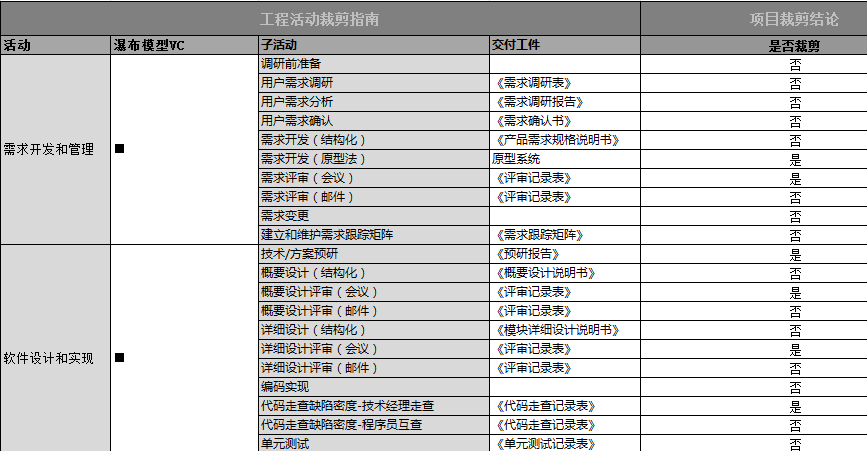 工程活动裁剪指南 项目裁剪结论
活动 瀑布模型VC 子活动 交付工件 是否裁剪
调研前准备 否
用户需求调研 《需求调研表》 否
用户需求分析 《需求调研报告》 否
用户需求确认 《需求确认书》 否
需求开发（结构化） 《产品需求规格说明书》 否
需求开发和管理 ■ 需求开发（原型法） 原型系统 是
需求评审（会议） 《评审记录表》 是
需求评审（邮件） 《评审记录表》 否
需求变更 否
建立和维护需求跟踪矩阵 《需求跟踪矩阵》 否
技术/方案预研 《预研报告》 是
概要设计（结构化） 《概要设计说明书》 否
概要设计评审（会议） 《评审记录表》 是
概要设计评审（邮件） 《评审记录表》 否
详细设计（结构化） 《模块详细设计说明书》 否
软件设计和实现 ■ 详细设计评审（会议） 《评审记录表》 是
详细设计评审（邮件） 《评审记录表》 否
编码实现 否
代码走查缺陷密度-技术经理走查 《代码走查记录表》 是
代码走查缺陷密度-程序员互查 《代码走查记录表》 否
单元测试 《单元测试记录表》 否